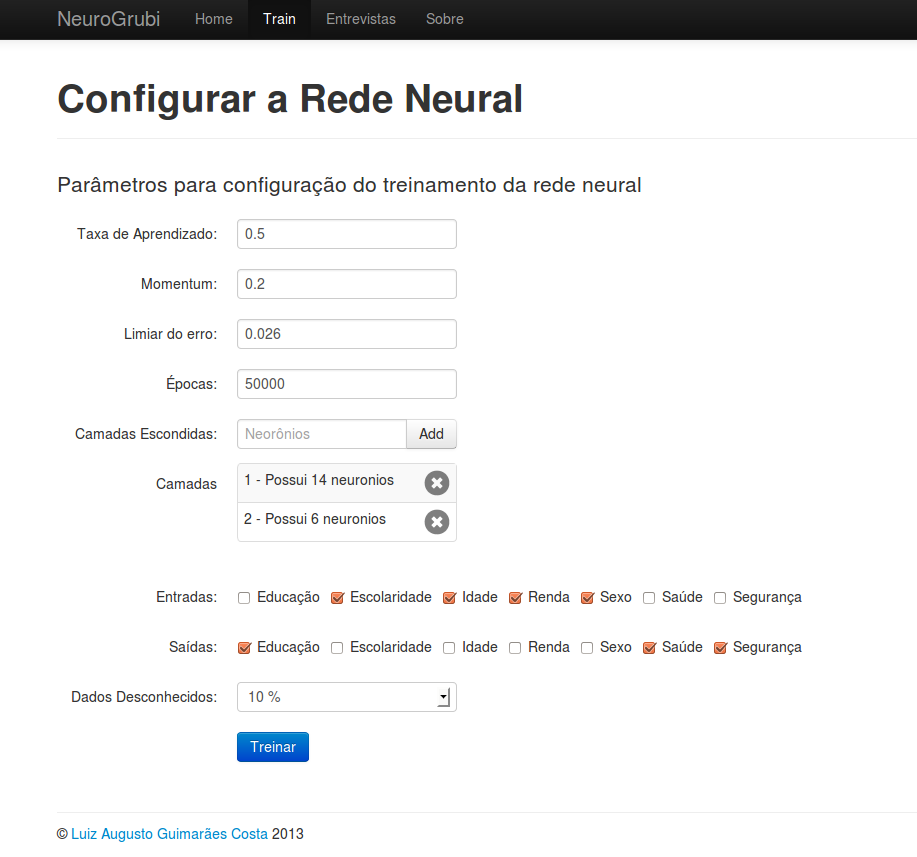 NeuroGrubi Home Train Entrevistas Sobre
Configurar a Rede Neural
Parâmetros para configuração do treinamento da rede neural
Taxa de Aprendizado: 0.5
Momentum: 0.2
Limiar do erro: 0.026
Épocas: 50000
Camadas Escondidas: Neorônios Add
Camadas 1 - Possui 14 neuronios
2 - Possui 6 neuronios
Entradas: Educação Escolaridade Idade Renda Sexo Saúde Segurança
Saídas: Educação Escolaridade Idade Renda Sexo Saúde Segurança
Dados Desconhecidos: 10 %
Treinar
© Luiz Augusto Guimarães Costa 2013